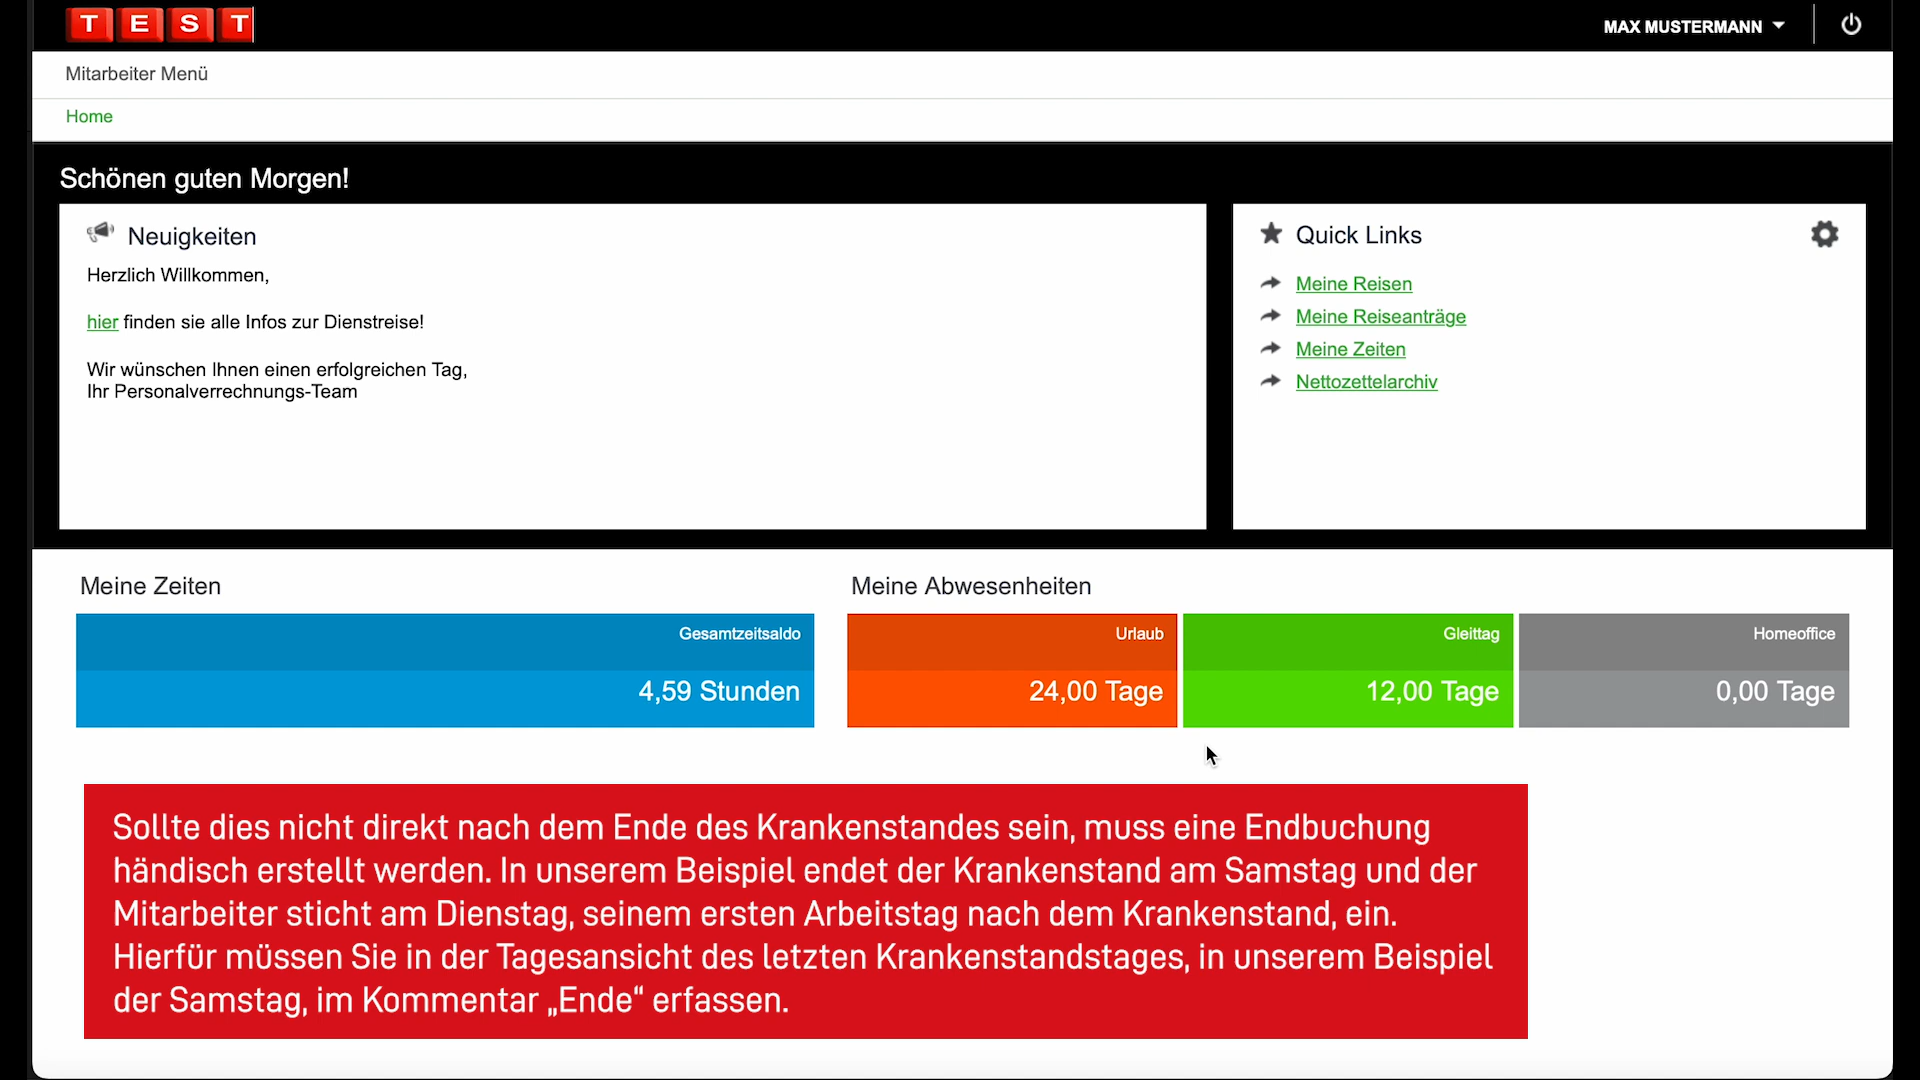 TEST
MAX MUSTERMANN
Mitarbeiter Menü
Home
Schönen guten Morgen!
Neuigkeiten
Herzlich Willkommen,
hier finden sie alle Infos zur Dienstreise!
Wir wünschen Ihnen einen erfolgreichen Tag,
Ihr Personalverrechnungs-Team
Quick Links
Meine Reisen
Meine Reiseanträge
Meine Zeiten
Nettozettelarchiv
Meine Zeiten
Gesamtzeitsaldo
4,59 Stunden
Meine Abwesenheiten
Urlaub
24,00 Tage
Gleittag
12,00 Tage
Homeoffice
0,00 Tage
Sollte dies nicht direkt nach dem Ende des Krankenstandes sein, muss eine Endbuchung
händisch erstellt werden. In unserem Beispiel endet der Krankenstand am Samstag und der
Mitarbeiter sticht am Dienstag, seinem ersten Arbeitstag nach dem Krankenstand, ein.
Hierfür müssen Sie in der Tagesansicht des letzten Krankenstandstages, in unserem Beispiel
der Samstag, im Kommentar „Ende“ erfassen.